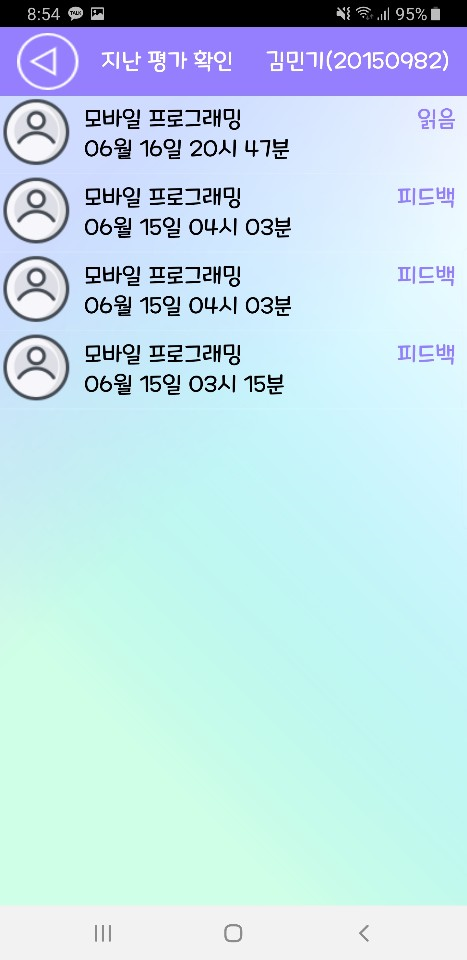 8:54 TALK 95%
지난 평가 확인 김민기(20150982)
모바일 프로그래밍 읽음
06월 16일 20시 47분
모바일 프로그래밍 피드백
06월 15일 04시 03분
모바일 프로그래밍 피드백
06월 15일 04시 03분
모바일 프로그래밍 피드백
06월 15일 03시 15분